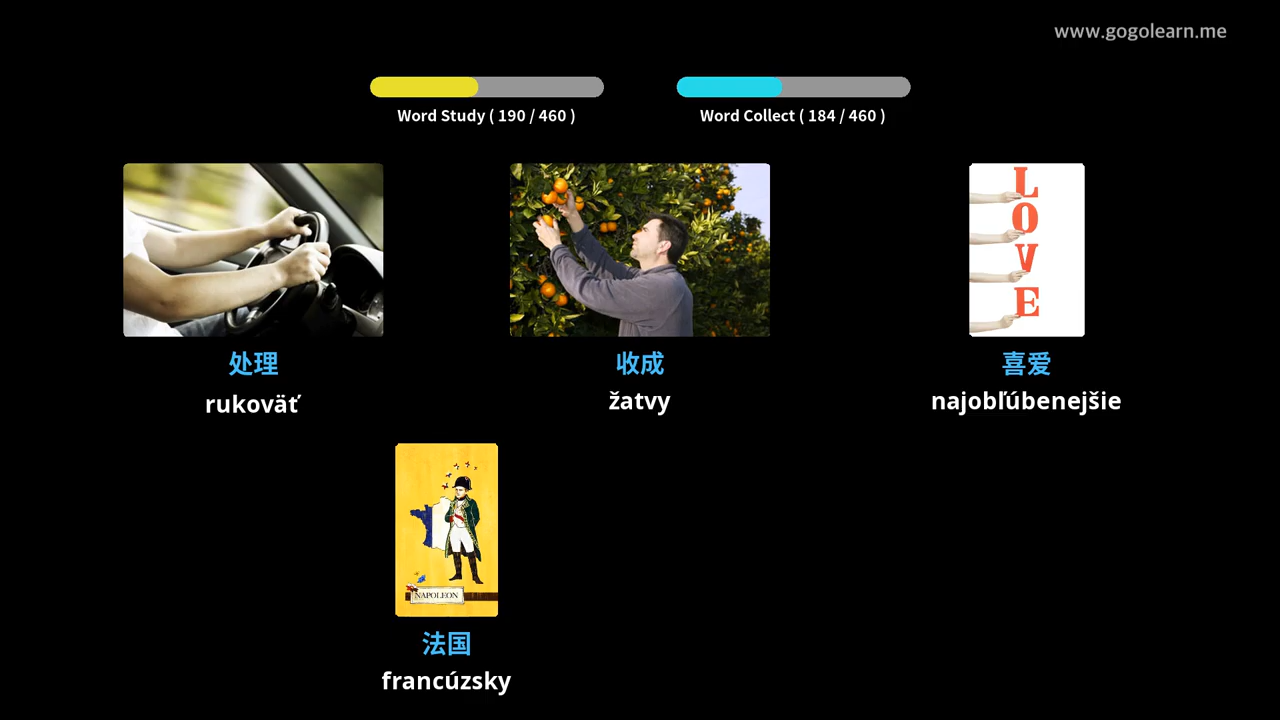 www.gogolearn.me
Word Study ( 190 / 460 )
Word Collect ( 184 / 460 )
处理
rukoväť
收成
žatvy
L
O
V
E
喜爱
najobľúbenejšie
NAPOLEON
法国
francúzsky